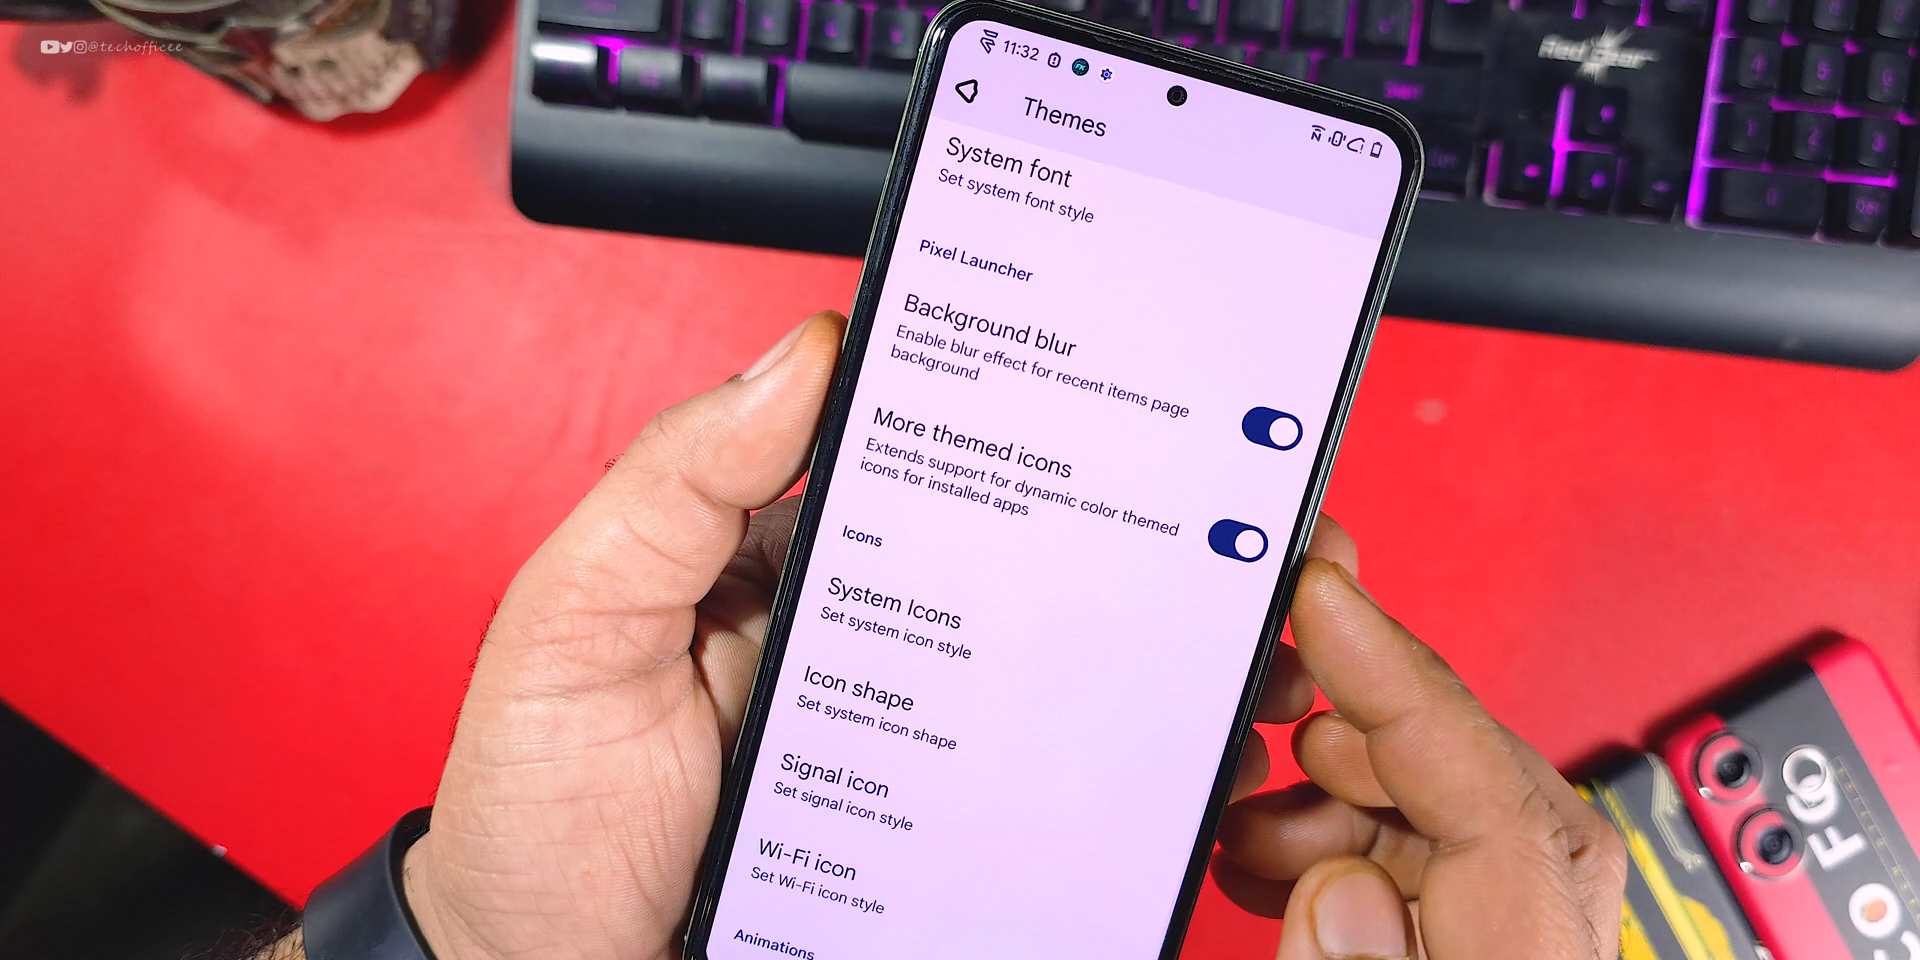 @techofficee
11:32
Themes
System font
Set system font style
Pixel Launcher
Background blur
Enable blur effect for recent items page
background
More themed icons
Extends support for dynamic color themed
icons for installed apps
Icons
System Icons
Set system icon style
Icon shape
Set system icon shape
Signal icon
Set signal icon style
Wi-Fi icon
Set Wi-Fi icon style
Animations
RedGear